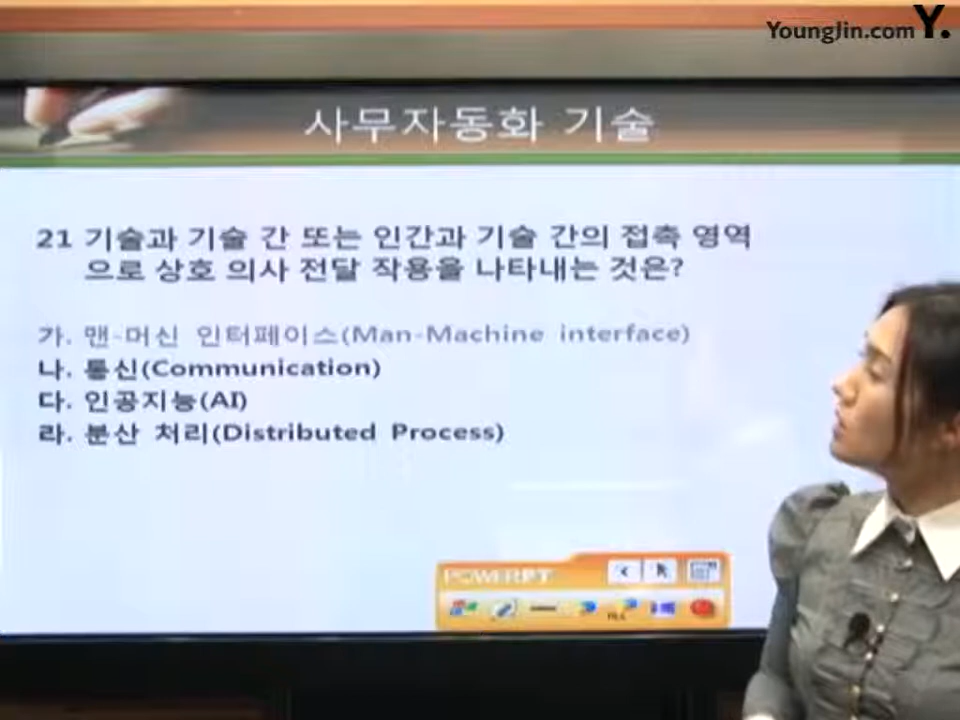 YoungJin.com Y.
사무자동화 기술
21 기술과 기술 간 또는 인간과 기술 간의 접촉 영역
으로 상호 의사 전달 작용을 나타내는 것은?
가. 맨-머신 인터페이스(Man-Machine interface)
나. 통신(Communication)
다. 인공지능(AI)
라. 분산 처리(Distributed Process)
POWERPT